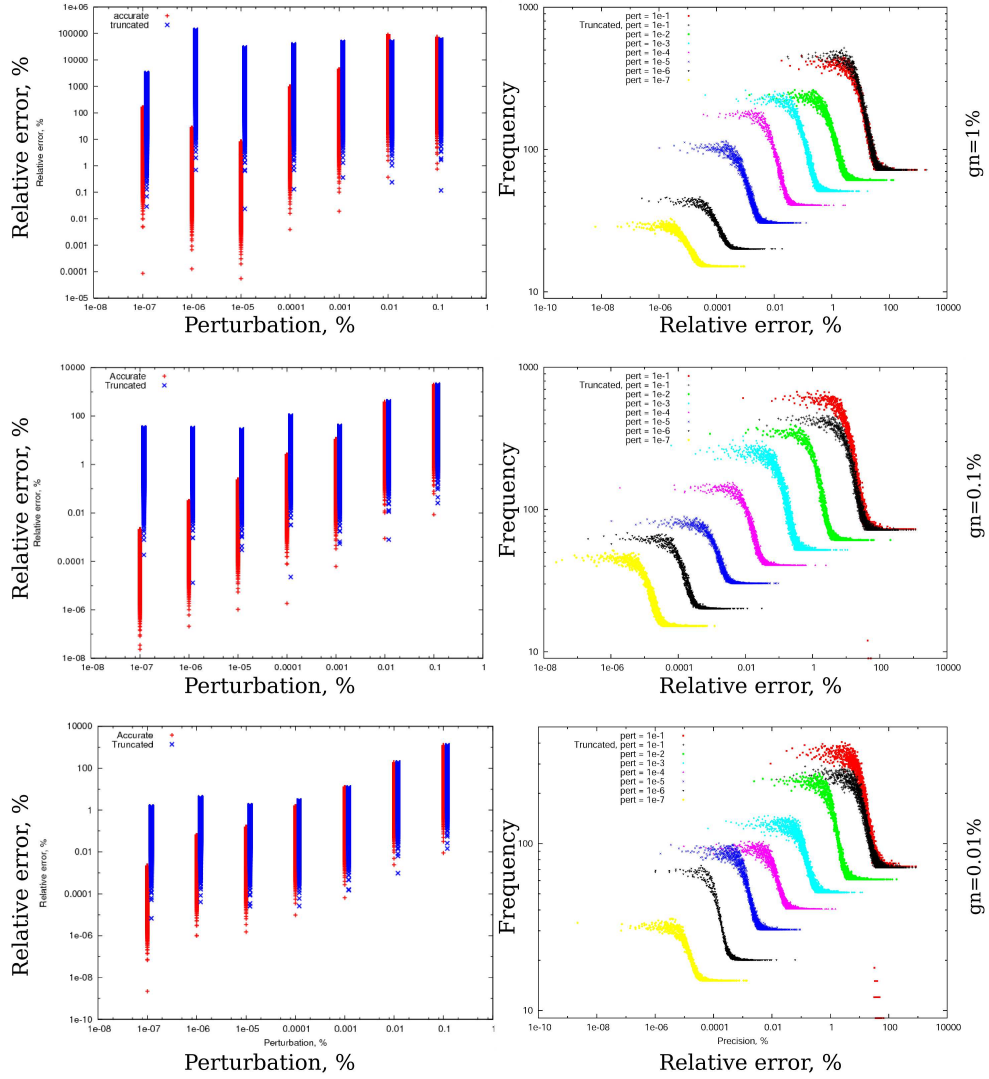 accurate
truncated
1e+06
100000
10000
1000
100
10
1
0.1
0.01
0.001
0.0001
1e-05
1e-08
1e-07
1e-06
1e-05
0.0001
0.001
0.01
0.1
1
Relative error, %
Relative error, %
Perturbation, %
pert = 1e-1
Truncated, pert = 1e-1
pert = 1e-2
pert = 1e-3
pert = 1e-4
pert = 1e-5
pert = 1e-6
pert = 1e-7
1000
100
10
1e-08
1e-06
0.0001
0.01
1
100
10000
Frequency
Relative error, %
gn=1%
Accurate
Truncated
10000
100
1
0.01
0.0001
1e-06
1e-08
1e-08
1e-07
1e-06
1e-05
0.0001
0.001
0.01
0.1
1
Relative error, %
Relative error, %
Perturbation, %
pert = 1e-1
Truncated, pert = 1e-1
pert = 1e-2
pert = 1e-3
pert = 1e-4
pert = 1e-5
pert = 1e-6
pert = 1e-7
1000
100
10
1e-08
1e-06
0.0001
0.01
1
100
10000
Frequency
Relative error, %
gn=0.1%
Accurate
Truncated
10000
100
1
0.01
0.0001
1e-06
1e-08
1e-10
1e-08
1e-07
1e-06
1e-05
0.0001
0.001
0.01
0.1
1
Relative error, %
Relative error, %
Perturbation, %
Perturbation, %
pert = 1e-1
Truncated, pert = 1e-1
pert = 1e-2
pert = 1e-3
pert = 1e-4
pert = 1e-5
pert = 1e-6
pert = 1e-7
100
10
1e-10
1e-08
1e-06
0.0001
0.01
1
100
10000
Frequency
Precision, %
Relative error, %
gn=0.01%